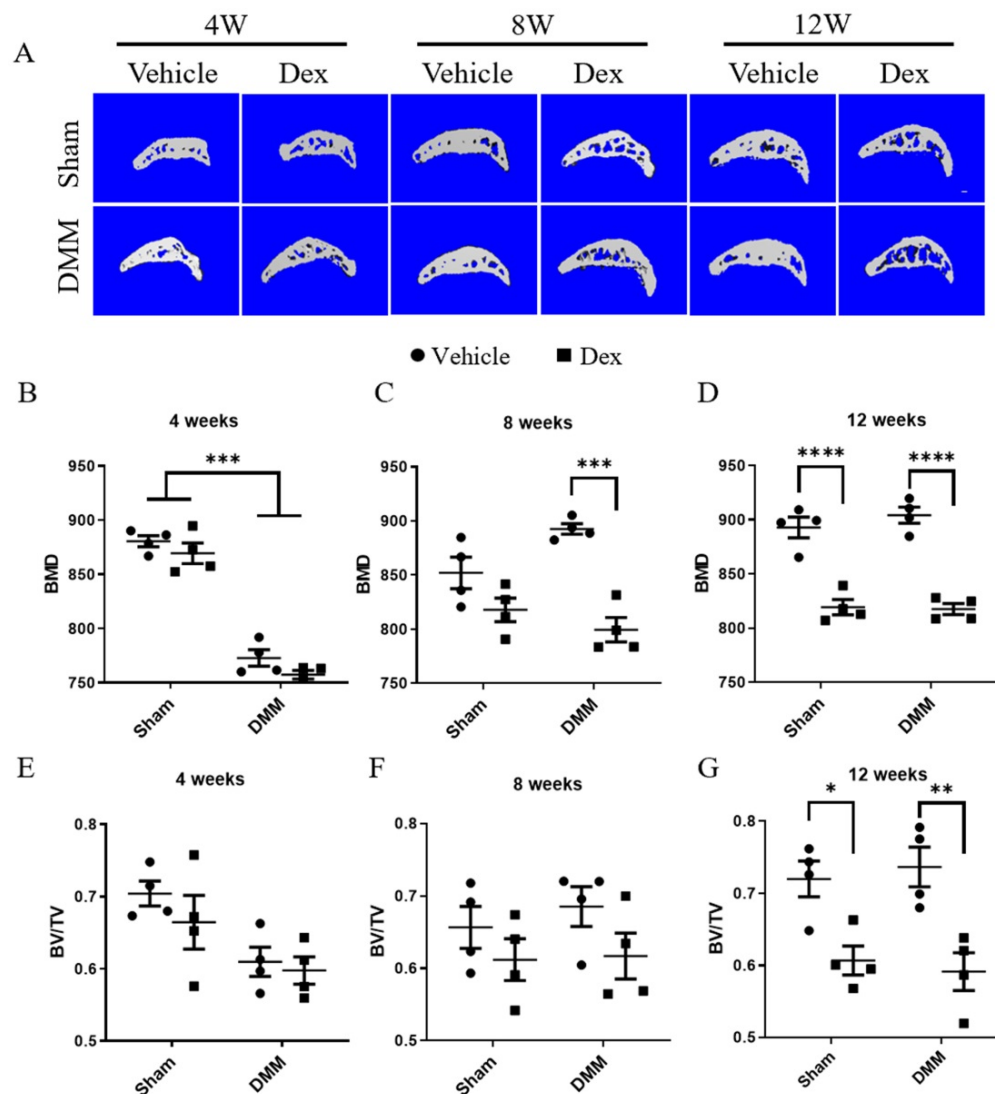 4W 8W 12W
A
Vehicle Dex Vehicle Dex Vehicle Dex
Sham
DMM
Vehicle Dex
B C D
4 weeks 8 weeks 12 weeks
*** *** **** ****
BMD BMD BMD
950 950 950
900 900 900
850 850 850
800 800 800
750 750 750
Sham DMM Sham DMM Sham DMM
E F G
4 weeks 8 weeks 12 weeks
* **
BV/TV BV/TV BV/TV
0.8 0.8 0.8
0.7 0.7 0.7
0.6 0.6 0.6
0.5 0.5 0.5
Sham DMM Sham DMM Sham DMM